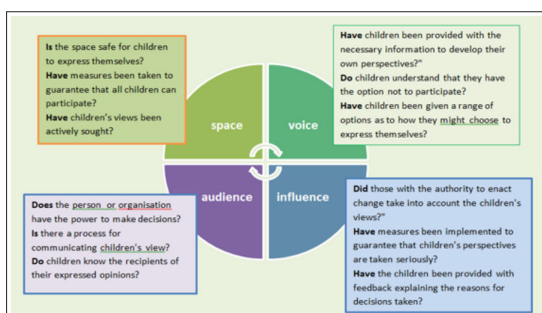 Is the space safe for children
to express themselves?
Have measures been taken to
guarantee that all children can
participate?
Have children's views been
actively sought?
Have children been provided with the
necessary information to develop their
own perspectives?"
Do children understand that they have
the option not to participate?
Have children been given a range of
options as to how they might choose to
express themselves?
space
voice
audience
influence
Does the person or organisation
have the power to make decisions?
Is there a process for
communicating children's view?
Do children know the recipients of
their expressed opinions?
Did those with the authority to enact
change take into account the children's
views?"
Have measures been implemented to
guarantee that children's perspectives
are taken seriously?
Have the children been provided with
feedback explaining the reasons for
decisions taken?